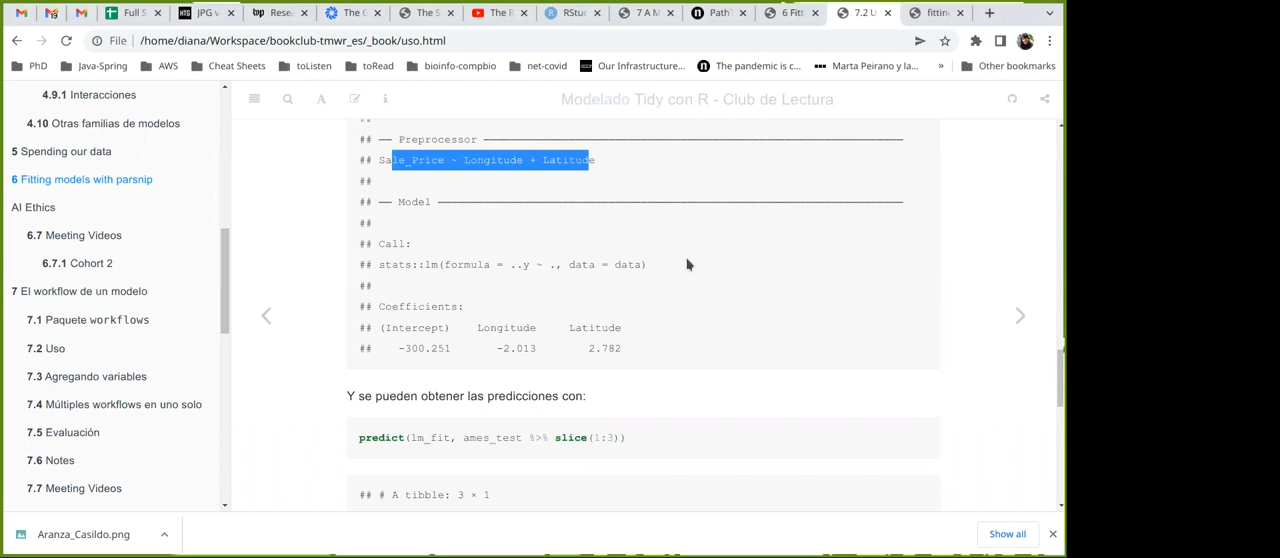 Full S
JPG v
Rese
The C
The S
The R
RStu
7 A M
PathT
6 Fitt
7.2 U
fittin
File
/home/diana/Workspace/bookclub-tmwr_es/_book/uso.html
PhD
Java-Spring
AWS
Cheat Sheets
toListen
toRead
bioinfo-compbio
net-covid
Our Infrastructure...
The pandemic is c...
Marta Peirano y la...
»
Other bookmarks
4.9.1 Interacciones
4.10 Otras familias de modelos
5 Spending our data
6 Fitting models with parsnip
AI Ethics
6.7 Meeting Videos
6.7.1 Cohort 2
7 El workflow de un modelo
7.1 Paquete workflows
7.2 Uso
7.3 Agregando variables
7.4 Múltiples workflows en uno solo
7.5 Evaluación
7.6 Notes
7.7 Meeting Videos
Modelado Tidy con R - Club de Lectura
##
## ── Preprocessor ────────────────────────
## Sale_Price ~ Longitude + Latitude
##
## ── Model ────────────────────────
##
## Call:
## stats::lm(formula = ..y ~ ., data = data)
##
## Coefficients:
## (Intercept) Longitude Latitude
## -300.251 -2.013 2.782
Y se pueden obtener las predicciones con:
predict(lm_fit, ames_test %>% slice(1:3))
## # A tibble: 3 × 1
Aranza_Casildo.png
Show all